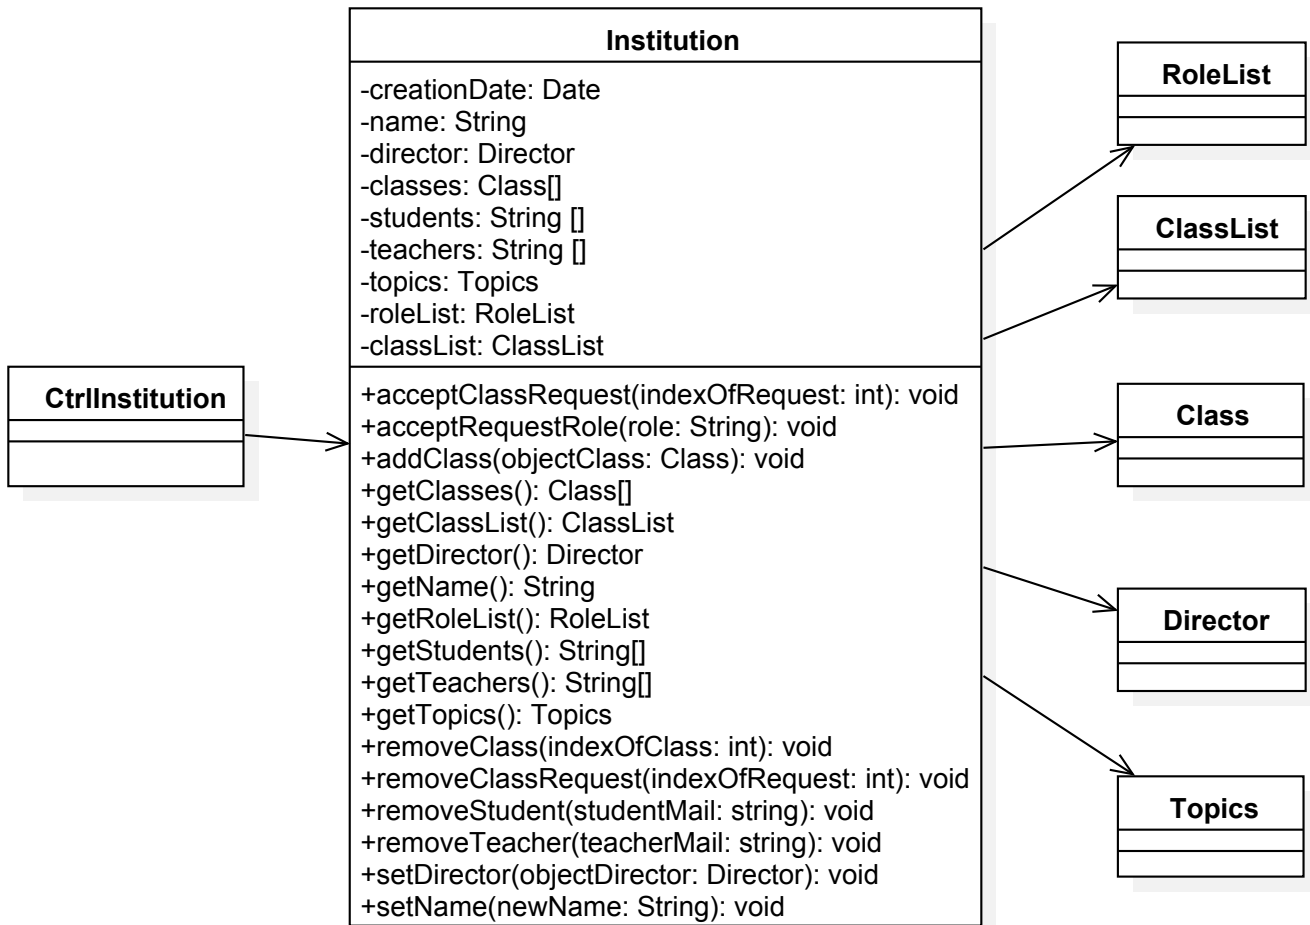 Institution
-creationDate: Date
-name: String
-director: Director
-classes: Class[]
-students: String []
-teachers: String []
-topics: Topics
-roleList: RoleList
-classList: ClassList
+acceptClassRequest(indexOfRequest: int): void
+acceptRequestRole(role: String): void
+addClass(objectClass: Class): void
+getClasses(): Class[]
+getClassList(): ClassList
+getDirector(): Director
+getName(): String
+getRoleList(): RoleList
+getStudents(): String[]
+getTeachers(): String[]
+getTopics(): Topics
+removeClass(indexOfClass: int): void
+removeClassRequest(indexOfRequest: int): void
+removeStudent(studentMail: string): void
+removeTeacher(teacherMail: string): void
+setDirector(objectDirector: Director): void
+setName(newName: String): void
CtrlInstitution
RoleList
ClassList
Class
Director
Topics